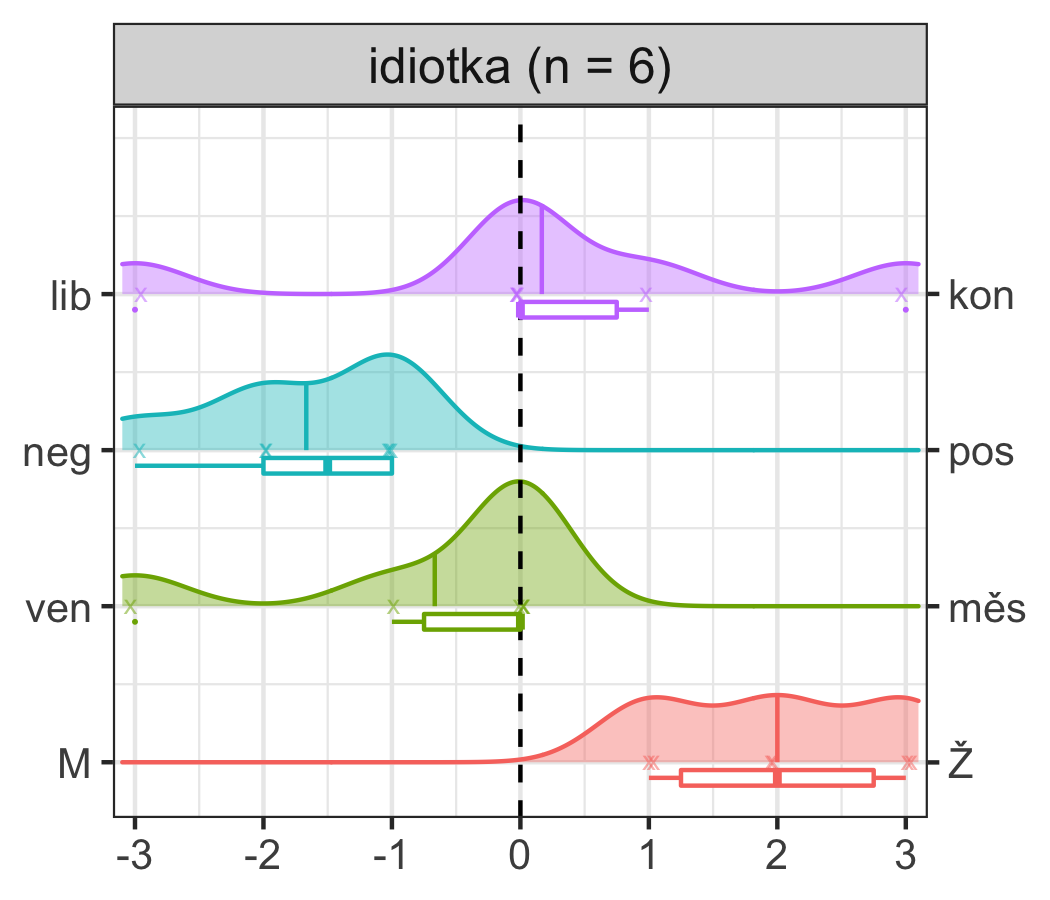 idiotka (n = 6)
lib kon
neg pos
ven měs
M Ž
-3 -2 -1 0 1 2 3